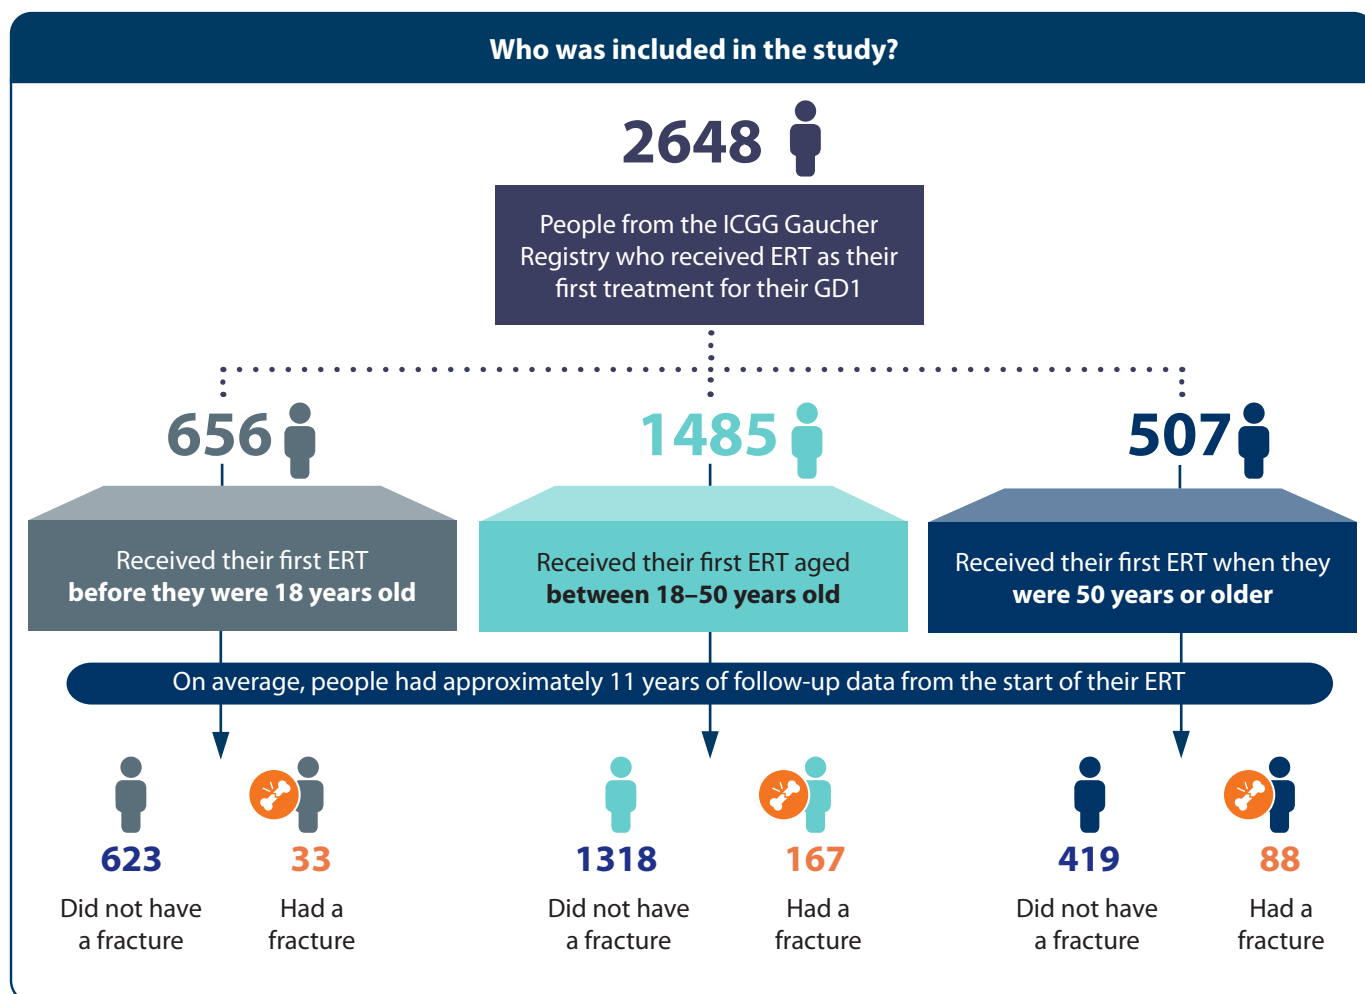 Who was included in the study?
2648
People from the ICGG Gaucher
Registry who received ERT as their
first treatment for their GD1
656
1485
507
Received their first ERT
before they were 18 years old
Received their first ERT aged
between 18–50 years old
Received their first ERT when they
were 50 years or older
On average, people had approximately 11 years of follow-up data from the start of their ERT
623
Did not have
a fracture
33
Had a
fracture
1318
Did not have
a fracture
167
Had a
fracture
419
Did not have
a fracture
88
Had a
fracture